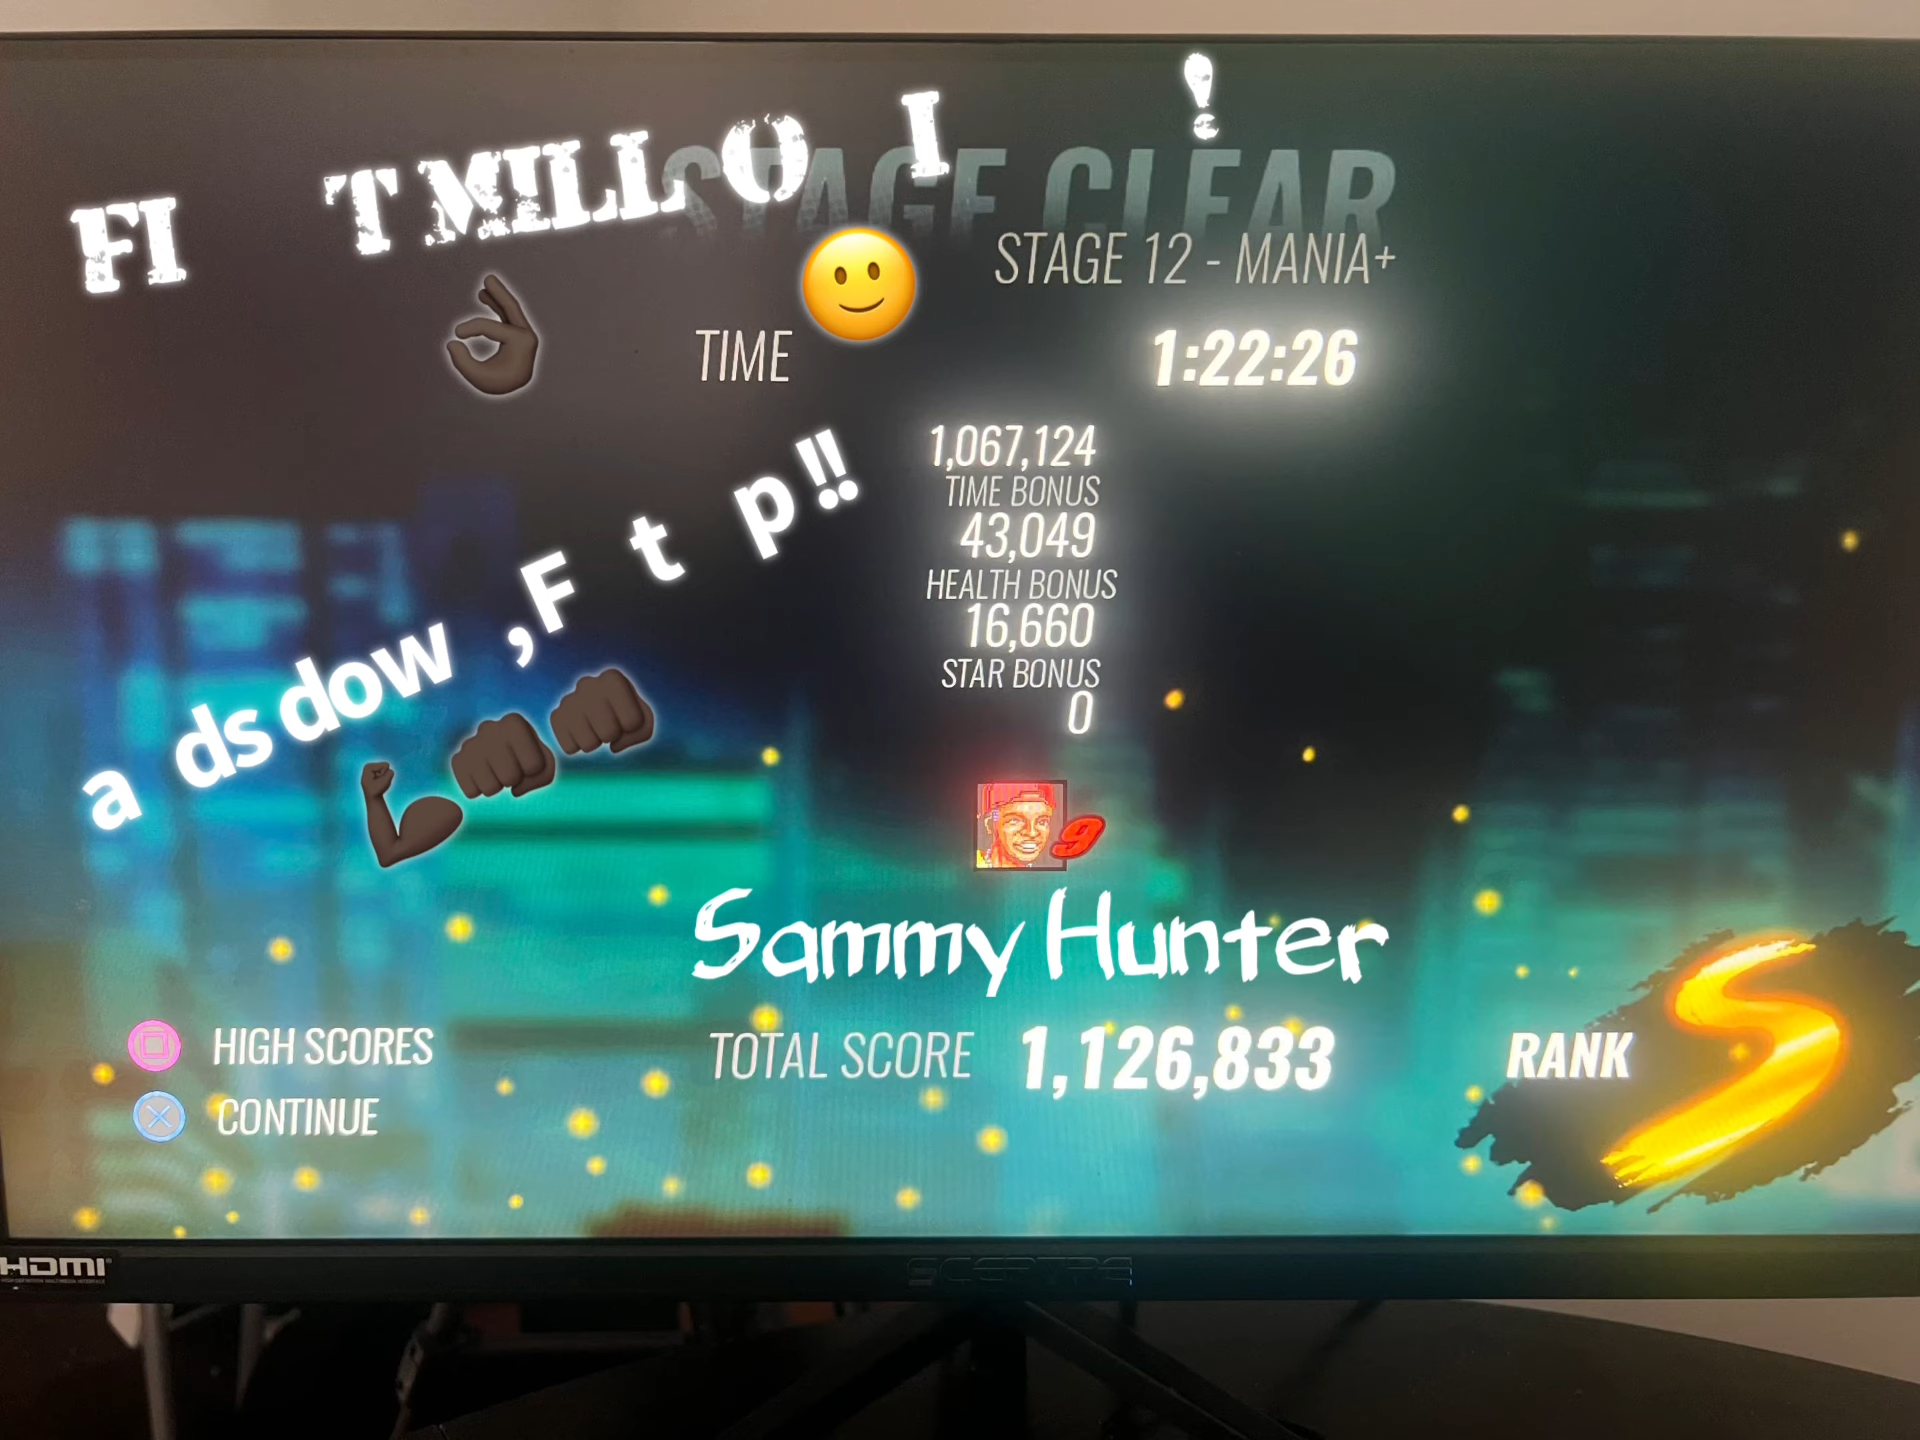 FI T MILL O I !
STAGE CLEAR
STAGE 12 - MANIA+
TIME
1:22:26
1,067,124
TIME BONUS
43,049
HEALTH BONUS
16,660
STAR BONUS
0
a ds dow , F t p!!
9
Sammy Hunter
HIGH SCORES
CONTINUE
TOTAL SCORE 1,126,833
RANK S
HDMI
SCEPTRE